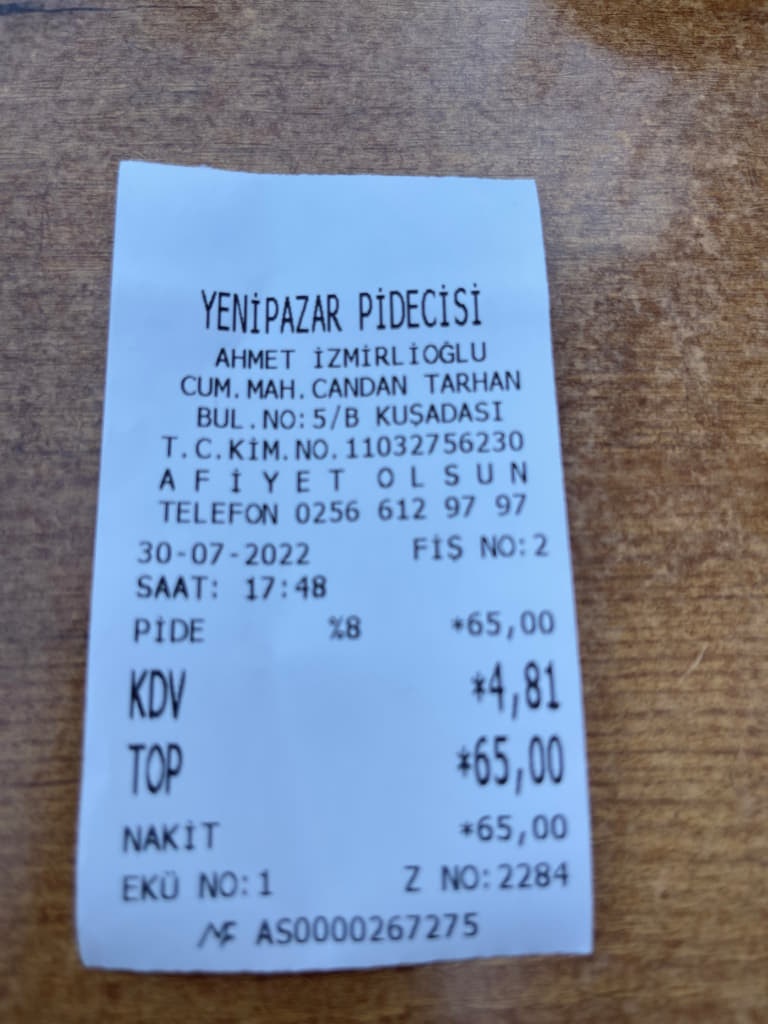 YENİPAZAR PİDECİSİ
AHMET İZMİRLİOĞLU
CUM.MAH.CANDAN TARHAN
BUL.NO:5/B KUŞADASI
T.C.KİM.NO.11032756230
A F İ Y E T O L S U N
TELEFON 0256 612 97 97
30-07-2022 FİŞ NO:2
SAAT: 17:48
PİDE %8 *65,00
KDV *4,81
TOP *65,00
NAKİT *65,00
EKÜ NO:1 Z NO:2284
MF AS0000267275